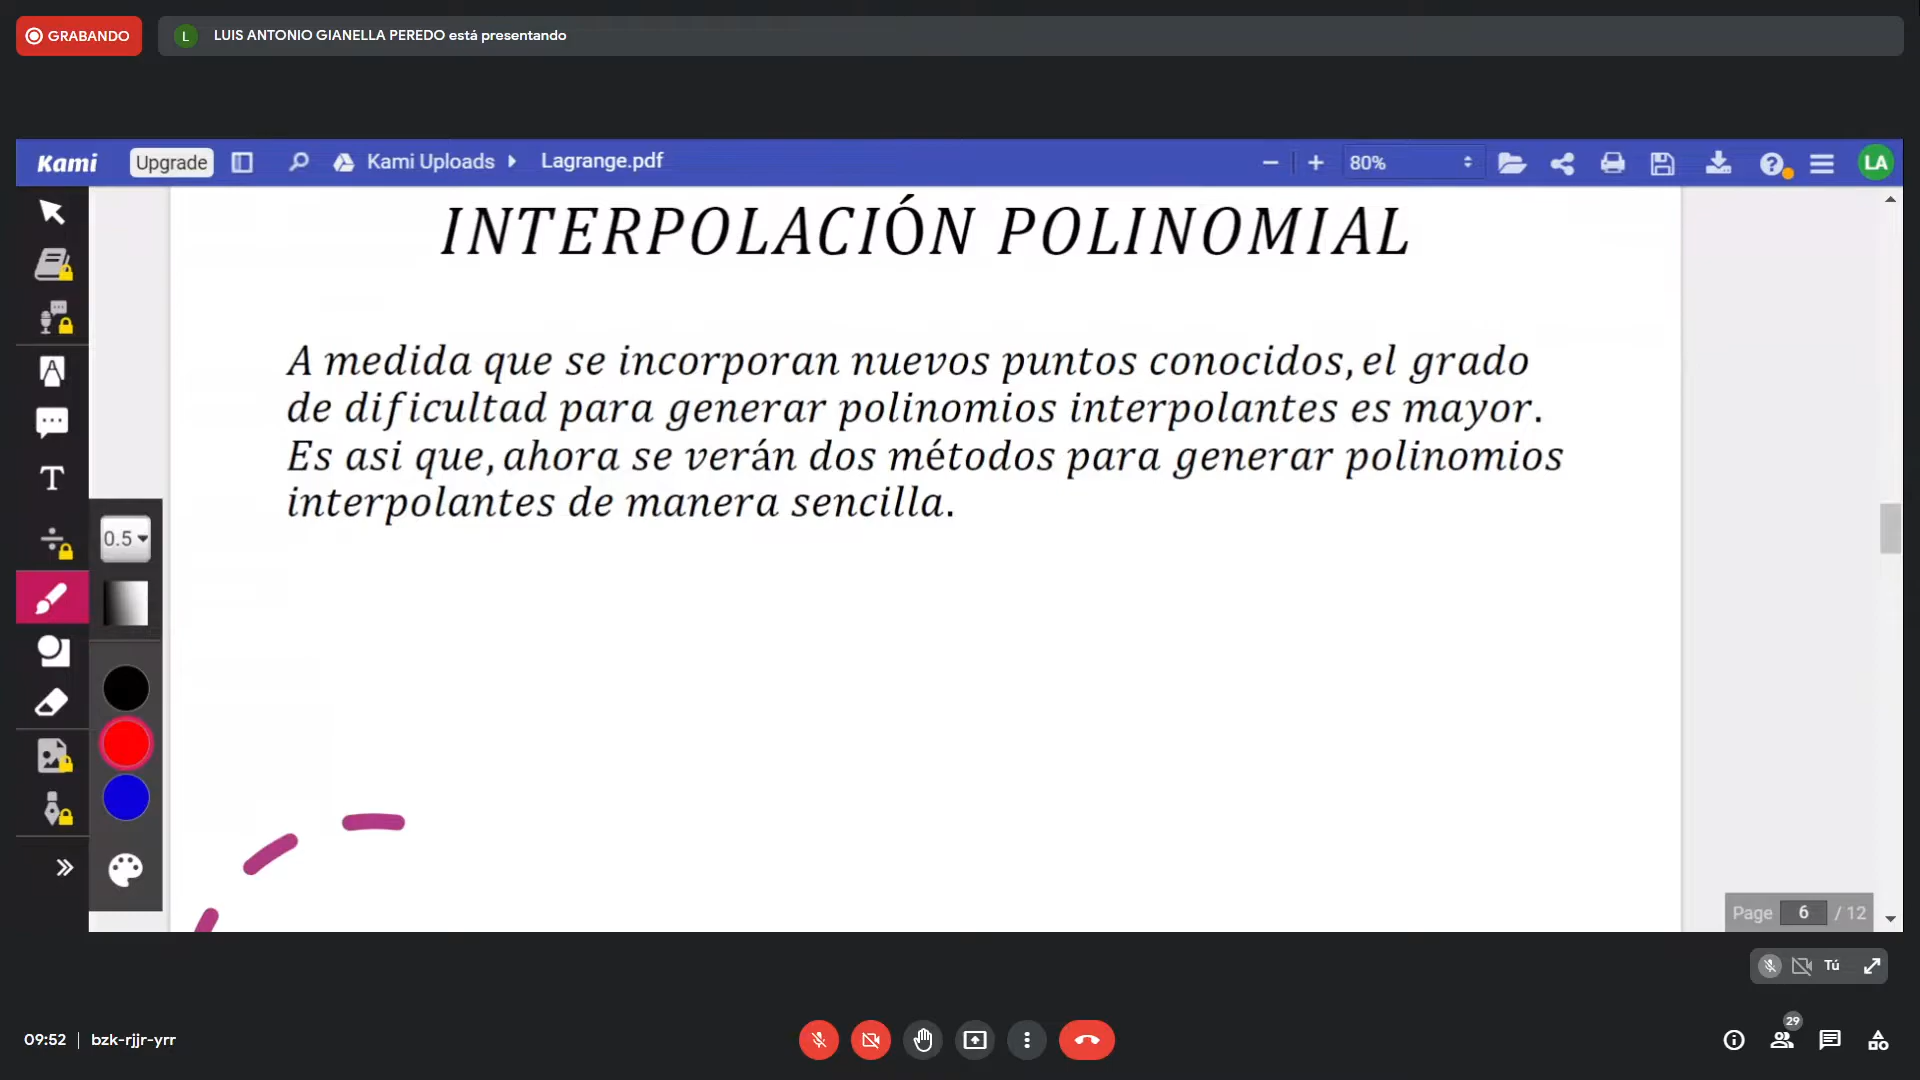 GRABANDO
L LUIS ANTONIO GIANELLA PEREDO está presentando
Kami Upgrade Kami Uploads Lagrange.pdf 80% LA
INTERPOLACIÓN POLINOMIAL
A medida que se incorporan nuevos puntos conocidos, el grado
de dificultad para generar polinomios interpolantes es mayor.
Es asi que, ahora se verán dos métodos para generar polinomios
interpolantes de manera sencilla.
0.5
Page 6 / 12
Tú
09:52 | bzk-rjjr-yrr
29